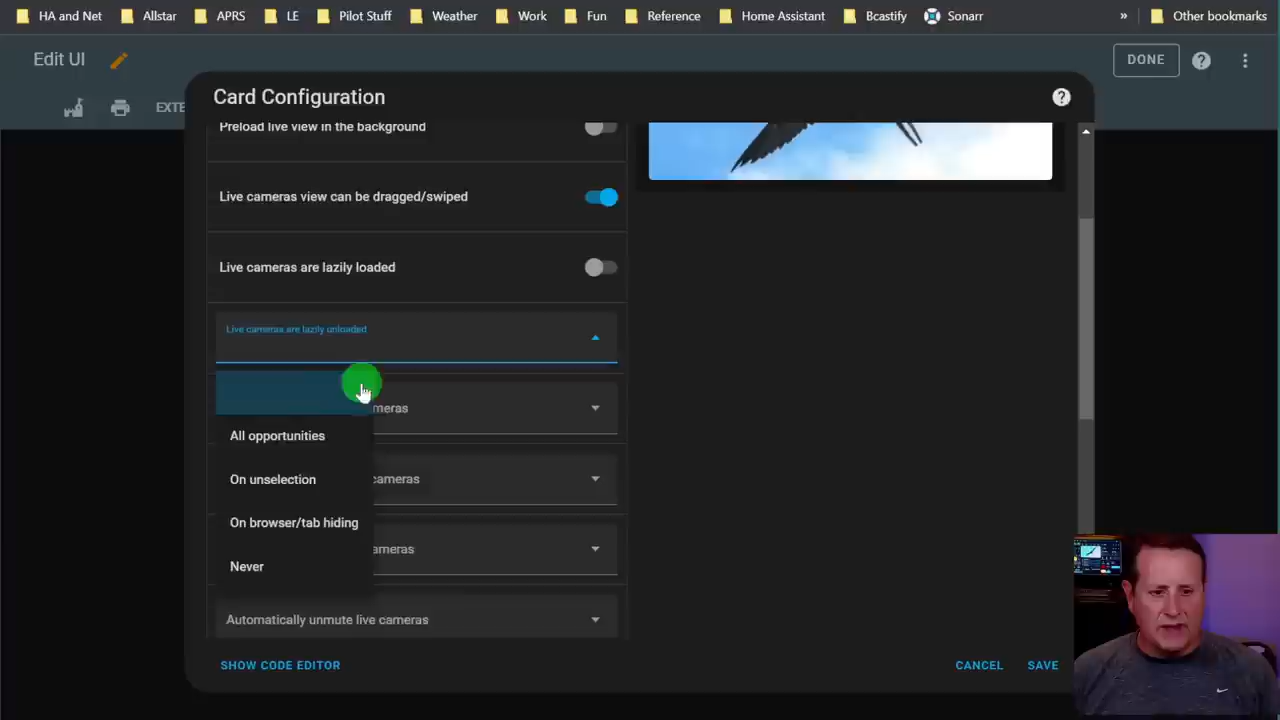 HA and Net Allstar APRS LE Pilot Stuff Weather Work Fun Reference Home Assistant Bcastify Sonarr » Other bookmarks
Edit UI DONE
EXTE
Card Configuration
Preload live view in the background
Live cameras view can be dragged/swiped
Live cameras are lazily loaded
Live cameras are lazily unloaded
meras
All opportunities
On unselection
cameras
On browser/tab hiding
ameras
Never
Automatically unmute live cameras
SHOW CODE EDITOR CANCEL SAVE